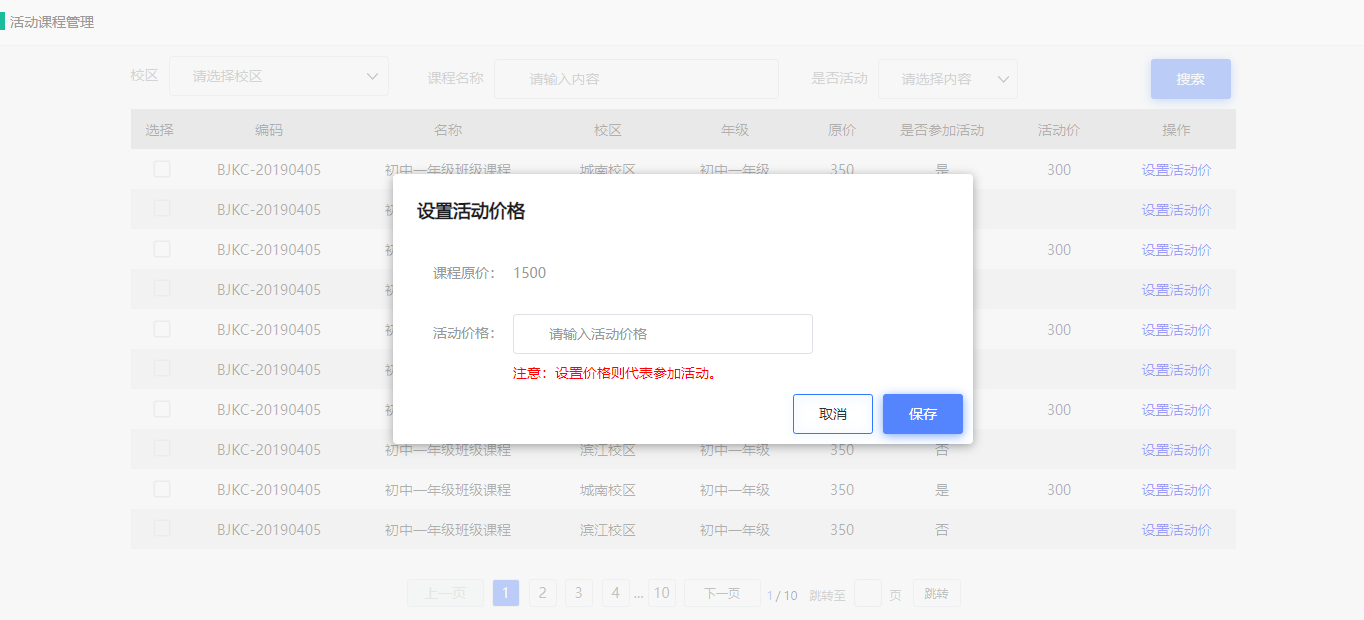 活动课程管理
校区 请选择校区 课程名称 请输入内容 是否活动 请选择内容 搜索
选择 编码 名称 校区 年级 原价 是否参加活动 活动价 操作
BJKC-20190405 初中一年级班级课程 城南校区 初中一年级 350 是 300 设置活动价
设置活动价格
BJKC-20190405 初 设置活动价
BJKC-20190405 初 300 设置活动价
课程原价： 1500
BJKC-20190405 初 设置活动价
BJKC-20190405 初 300 设置活动价
活动价格： 请输入活动价格
BJKC-20190405 初 设置活动价
注意：设置价格则代表参加活动。
BJKC-20190405 初 300 设置活动价
取消 保存
BJKC-20190405 初中一年级班级课程 滨江校区 初中一年级 350 否 设置活动价
BJKC-20190405 初中一年级班级课程 城南校区 初中一年级 350 是 300 设置活动价
BJKC-20190405 初中一年级班级课程 滨江校区 初中一年级 350 否 设置活动价
上一页 1 2 3 4 ... 10 下一页 1 / 10 跳转至 页 跳转